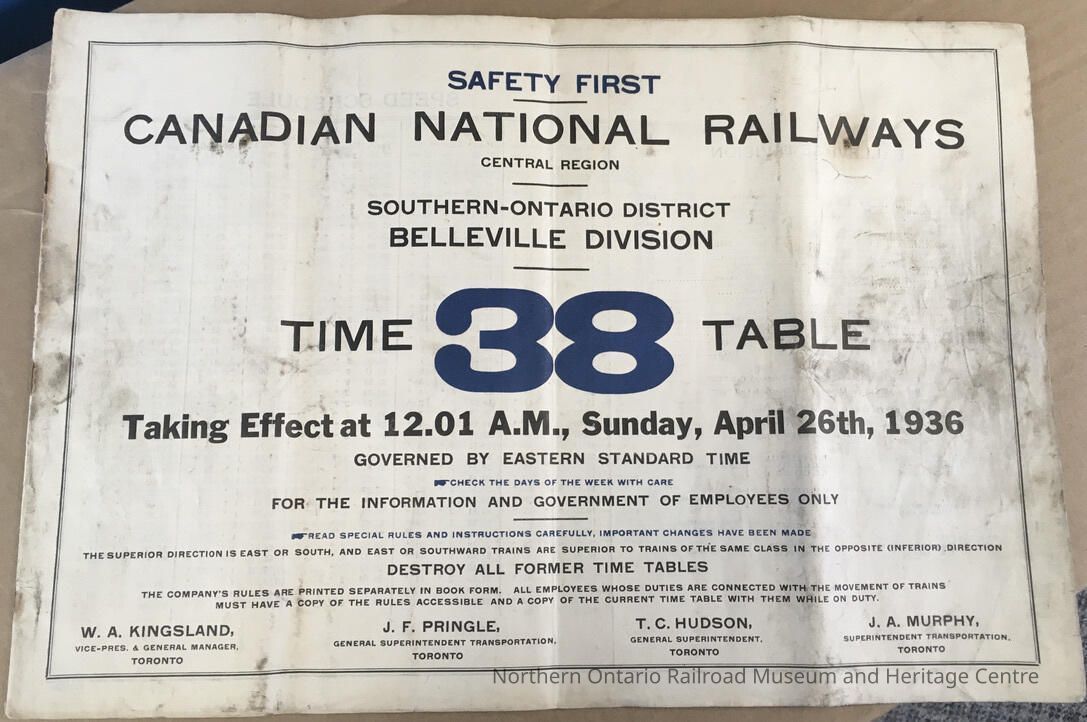 SAFETY FIRST
CANADIAN NATIONAL RAILWAYS
CENTRAL REGION
SOUTHERN-ONTARIO DISTRICT
BELLEVILLE DIVISION
TIME 38 TABLE
Taking Effect at 12.01 A.M., Sunday, April 26th, 1936
GOVERNED BY EASTERN STANDARD TIME
☛CHECK THE DAYS OF THE WEEK WITH CARE
FOR THE INFORMATION AND GOVERNMENT OF EMPLOYEES ONLY
☛READ SPECIAL RULES AND INSTRUCTIONS CAREFULLY, IMPORTANT CHANGES HAVE BEEN MADE
THE SUPERIOR DIRECTION IS EAST OR SOUTH, AND EAST OR SOUTHWARD TRAINS ARE SUPERIOR TO TRAINS OF THE SAME CLASS IN THE OPPOSITE (INFERIOR) DIRECTION
DESTROY ALL FORMER TIME TABLES
THE COMPANY'S RULES ARE PRINTED SEPARATELY IN BOOK FORM. ALL EMPLOYEES WHOSE DUTIES ARE CONNECTED WITH THE MOVEMENT OF TRAINS
MUST HAVE A COPY OF THE RULES ACCESSIBLE AND A COPY OF THE CURRENT TIME TABLE WITH THEM WHILE ON DUTY.
W. A. KINGSLAND,
VICE-PRES. & GENERAL MANAGER,
TORONTO
J. F. PRINGLE,
GENERAL SUPERINTENDENT TRANSPORTATION,
TORONTO
T. C. HUDSON,
GENERAL SUPERINTENDENT,
TORONTO
J. A. MURPHY,
SUPERINTENDENT TRANSPORTATION,
TORONTO
Northern Ontario Railroad Museum and Heritage Centre